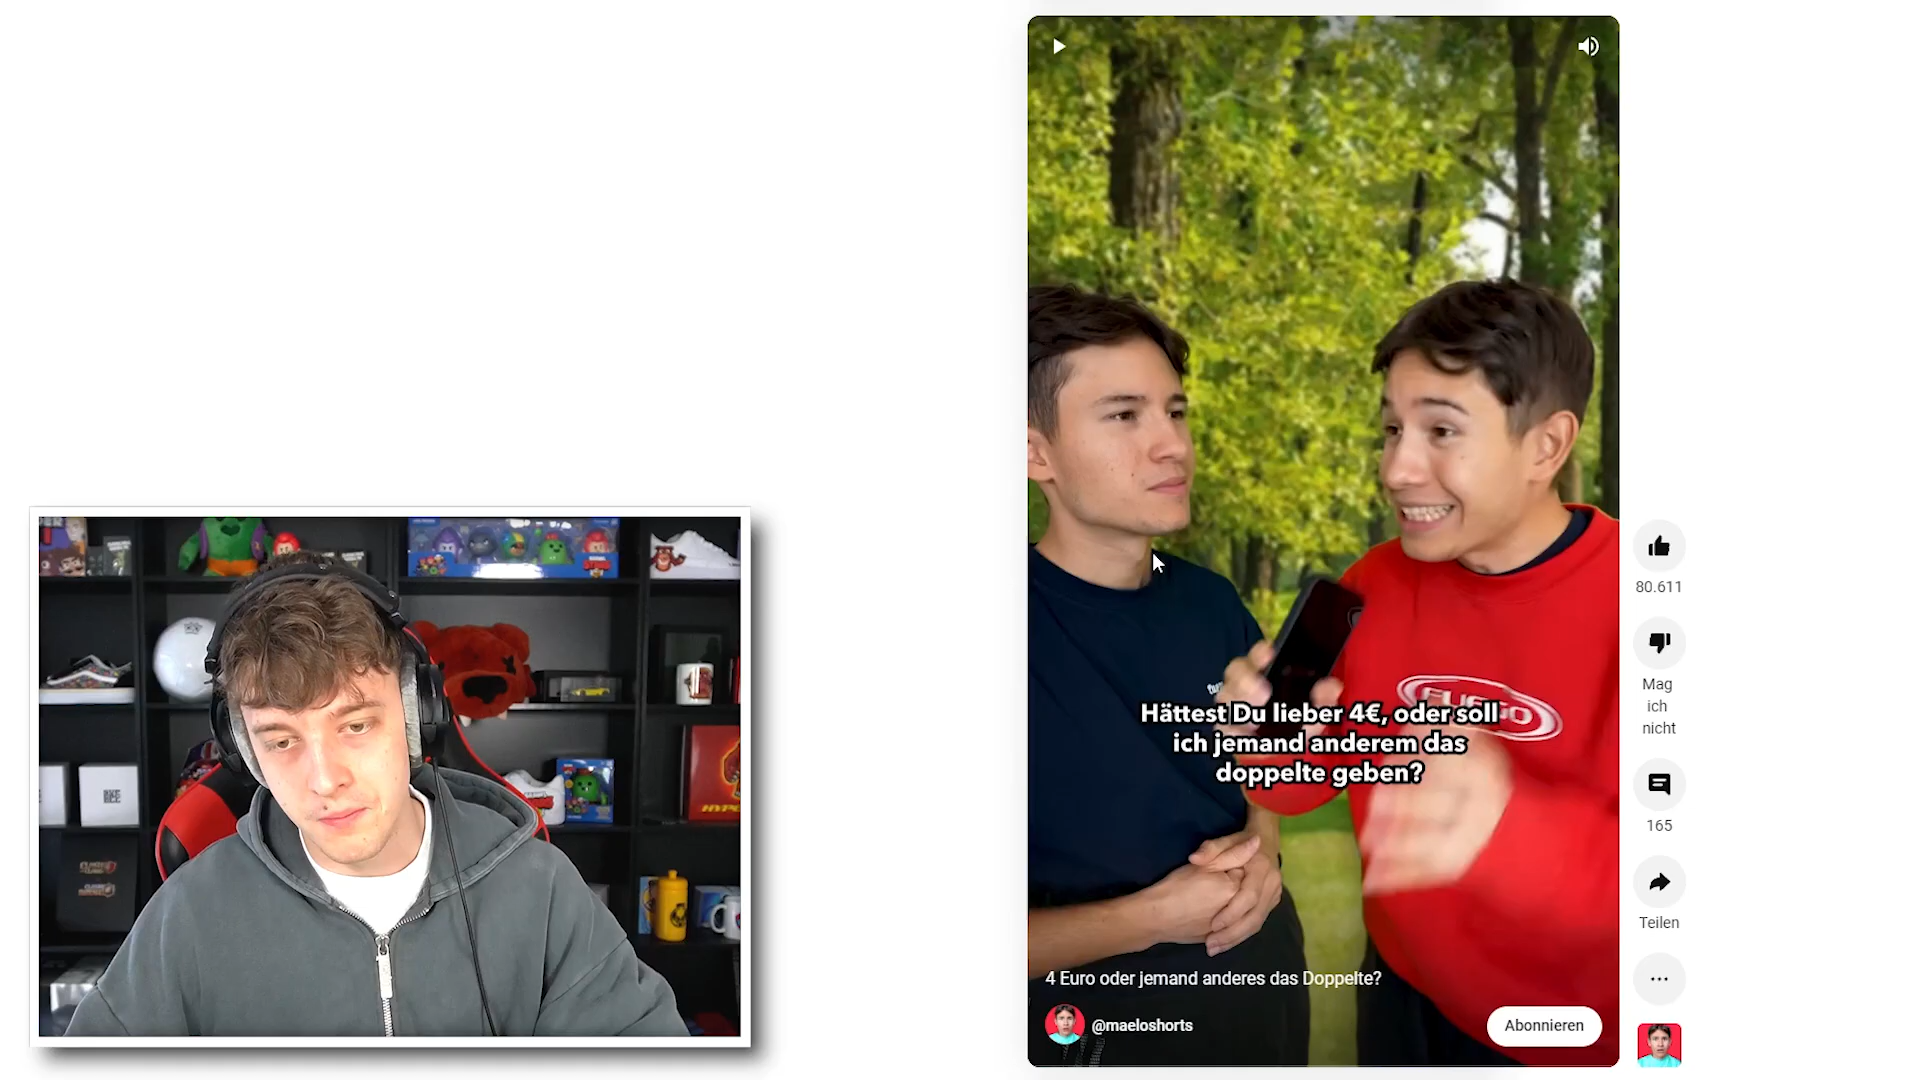 Hättest Du lieber 4€, oder soll
ich jemand anderem das
doppelte geben?
4 Euro oder jemand anderes das Doppelte?
@maeloshorts
Abonnieren
80.611
Mag
ich
nicht
165
Teilen